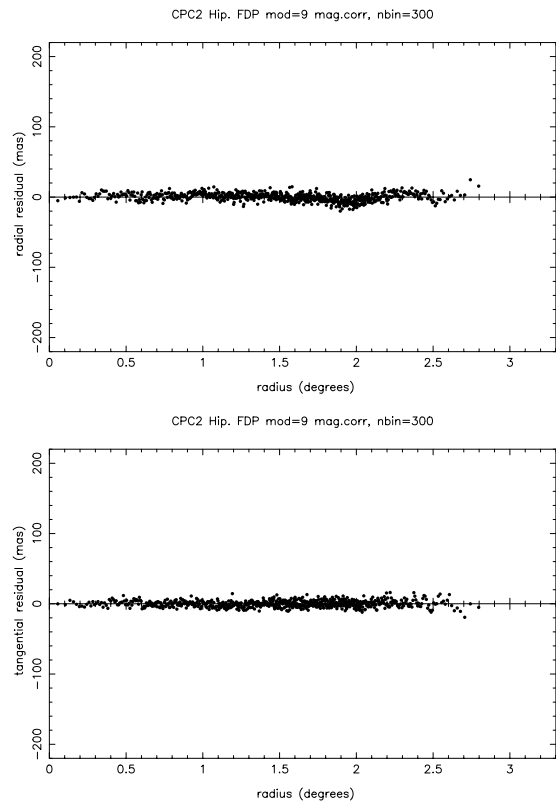 CPC2 Hip. FDP mod=9 mag.corr, nbin=300
200
100
0
−100
−200
radial residual (mas)
0 0.5 1 1.5 2 2.5 3
radius (degrees)
CPC2 Hip. FDP mod=9 mag.corr, nbin=300
200
100
0
−100
−200
tangential residual (mas)
0 0.5 1 1.5 2 2.5 3
radius (degrees)